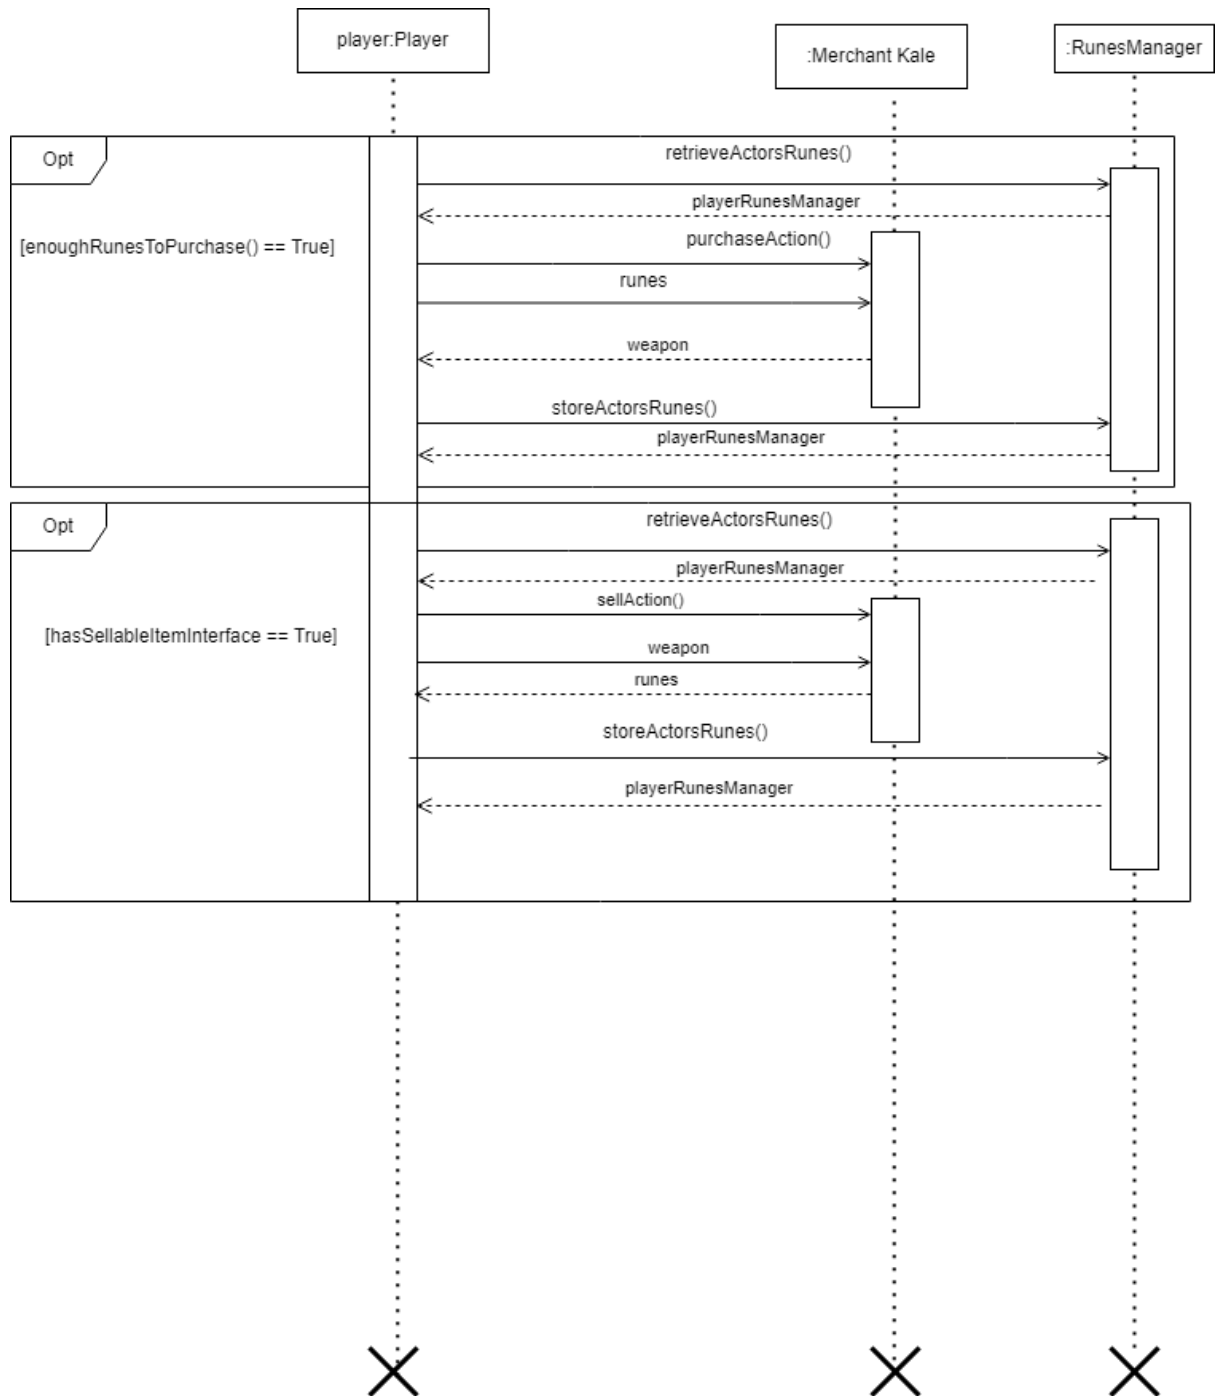 player:Player
:Merchant Kale
:RunesManager
Opt
retrieveActorsRunes()
playerRunesManager
purchaseAction()
[enoughRunesToPurchase() == True]
runes
weapon
storeActorsRunes()
playerRunesManager
Opt
retrieveActorsRunes()
playerRunesManager
sellAction()
[hasSellableItemInterface == True]
weapon
runes
storeActorsRunes()
playerRunesManager